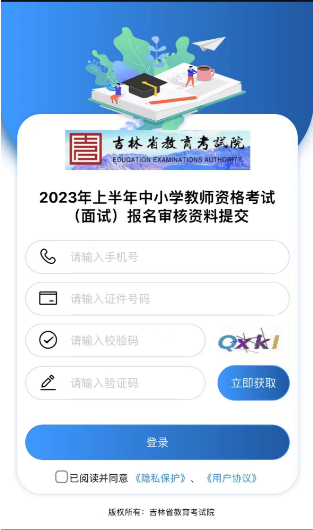 吉林省教育考试院
EDUCATION EXAMINATIONS AUTHORITY
2023年上半年中小学教师资格考试
（面试）报名审核资料提交
请输入手机号
请输入证件号码
请输入校验码
Qxkl
请输入验证码
立即获取
登录
已阅读并同意《隐私保护》、《用户协议》
版权所有：吉林省教育考试院